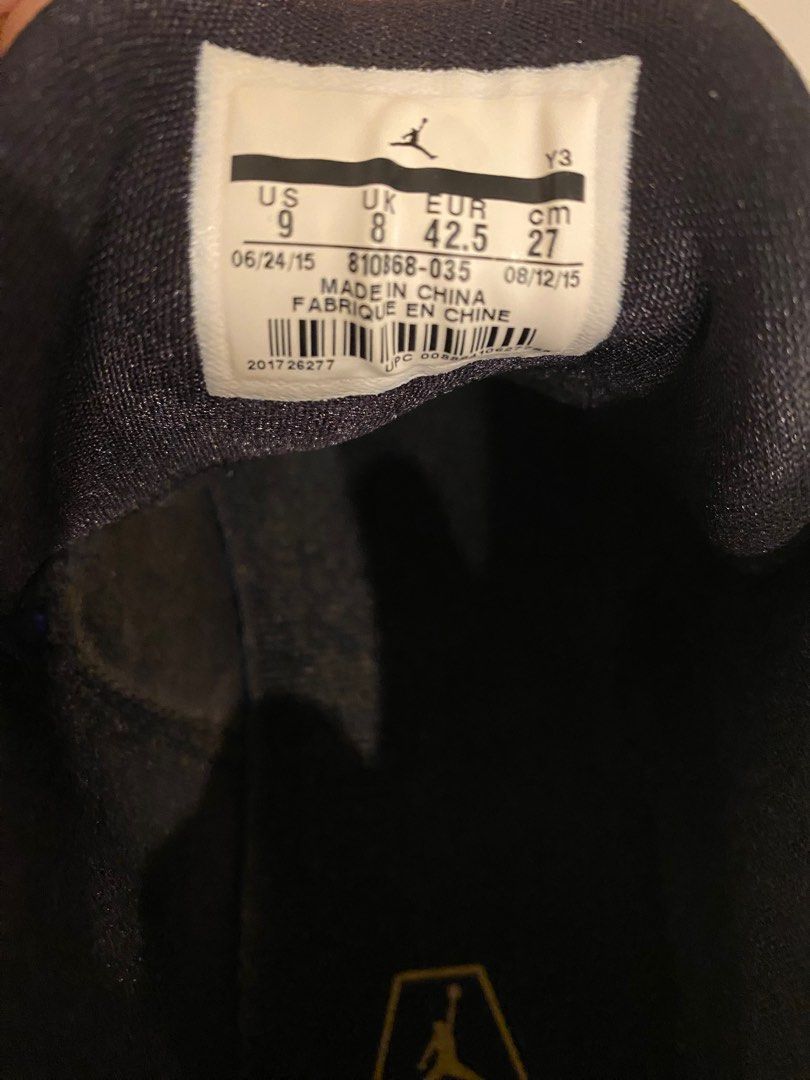 Y3
US UK EUR cm
9 8 42.5 27
06/24/15 810868-035 08/12/15
MADE IN CHINA
FABRIQUE EN CHINE
201726277 UPC